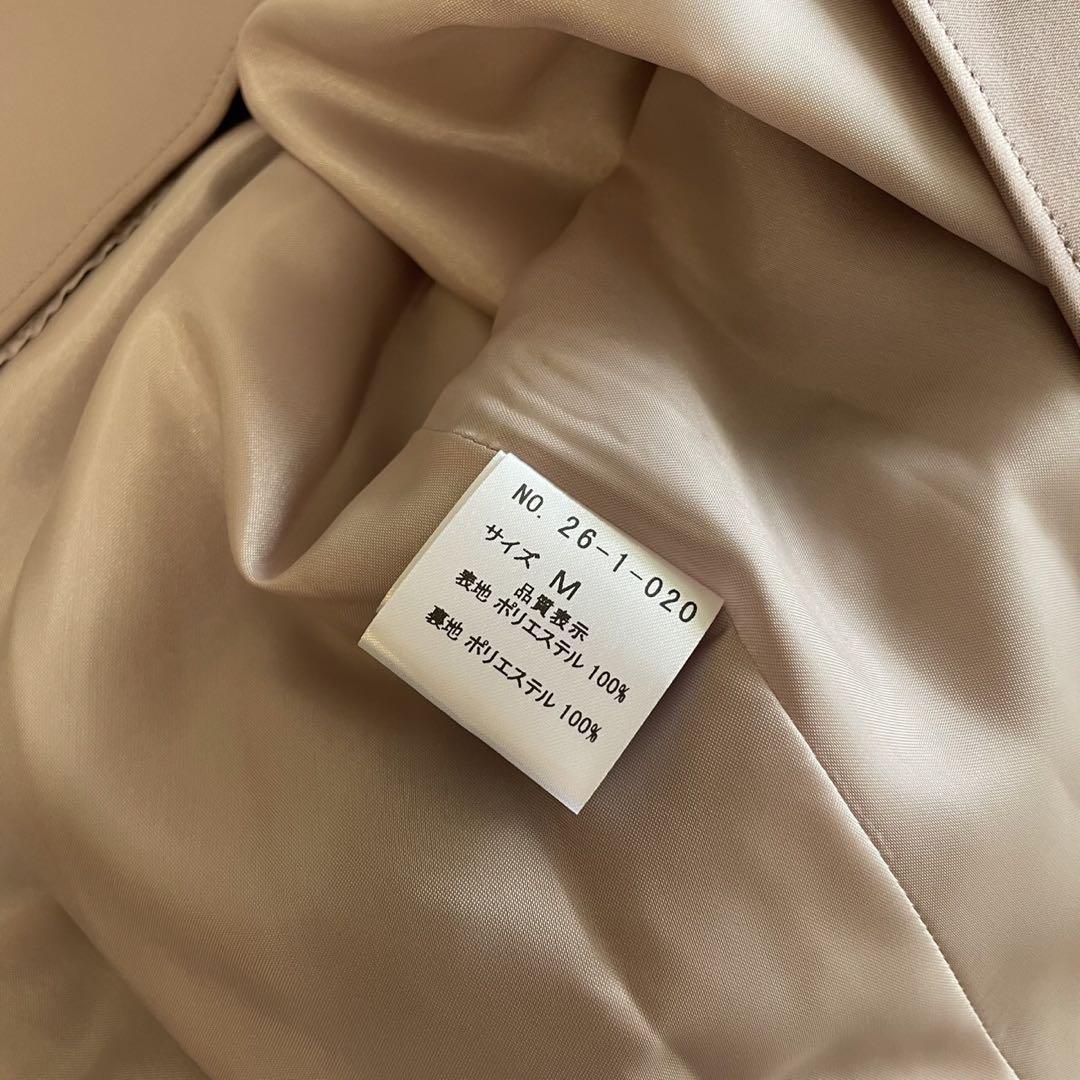 NO. 26-1-020
サイズ M
品質表示
表地 ポリエステル 100%
裏地 ポリエステル 100%